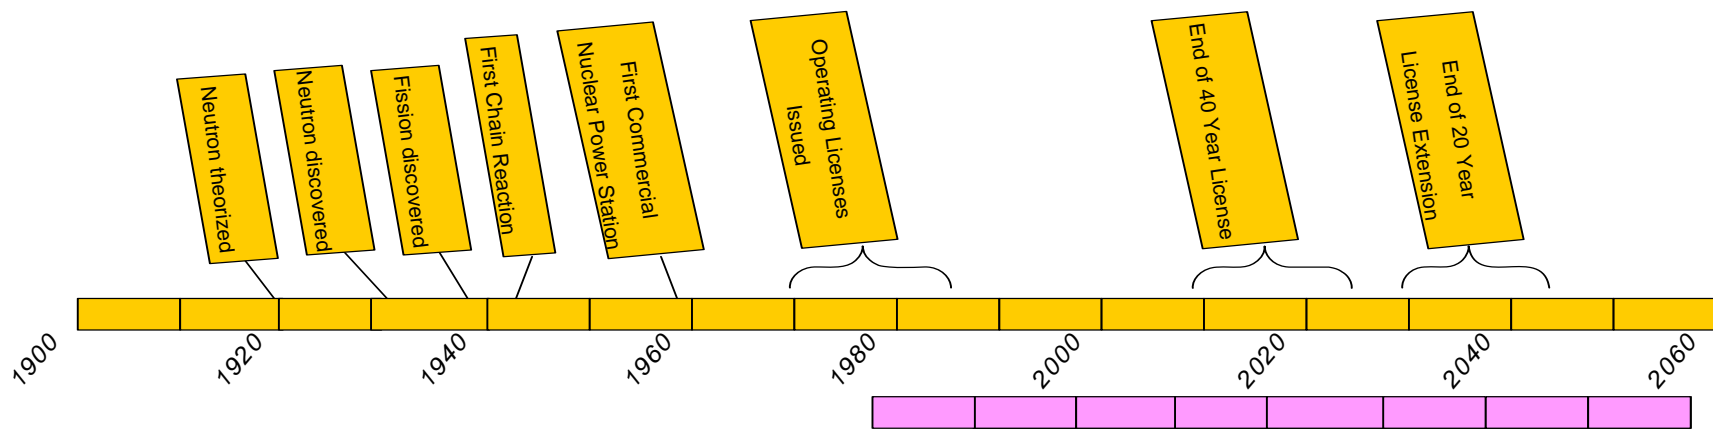 Neutron theorized
Neutron discovered
Fission discovered
First Chain Reaction
First Commercial
Nuclear Power Station
Operating Licenses
Issued
End of 40 Year License
End of 20 Year
License Extension
1900
1920
1940
1960
1980
2000
2020
2040
2060